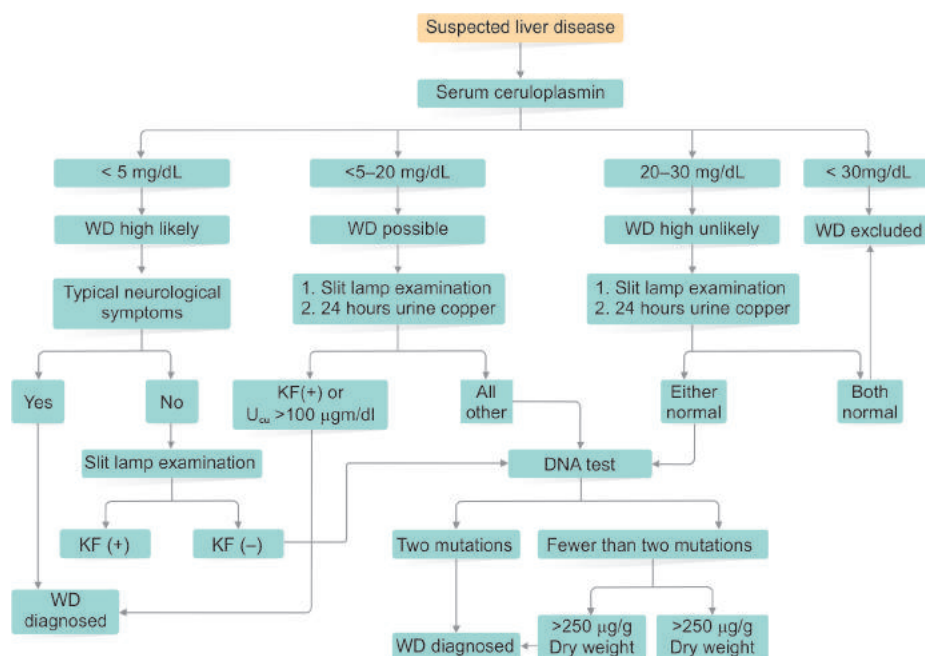 Suspected liver disease
Serum ceruloplasmin
< 5 mg/dL
<5–20 mg/dL
20–30 mg/dL
< 30mg/dL
WD high likely
WD possible
WD high unlikely
WD excluded
Typical neurological
symptoms
1. Slit lamp examination
2. 24 hours urine copper
1. Slit lamp examination
2. 24 hours urine copper
Yes
No
KF(+) or
Ucu >100 μgm/dl
All
other
Either
normal
Both
normal
Slit lamp examination
DNA test
KF (+)
KF (–)
Two mutations
Fewer than two mutations
WD
diagnosed
WD diagnosed
>250 μg/g
Dry weight
>250 μg/g
Dry weight